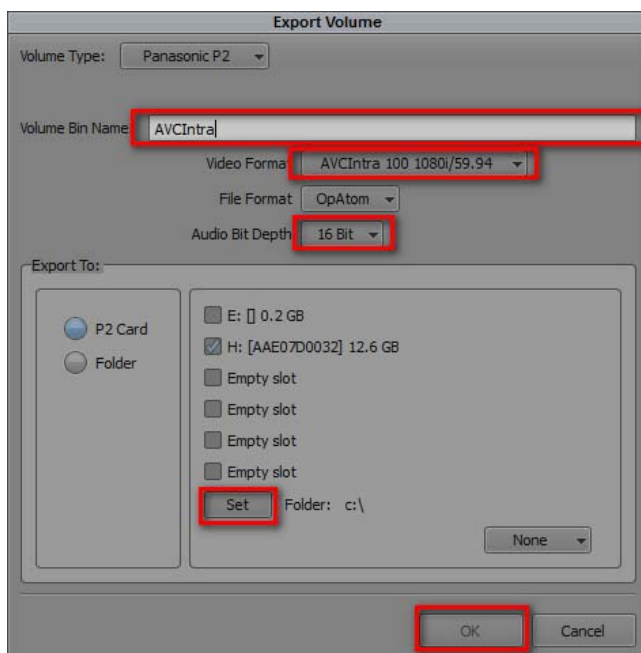 Export Volume
Volume Type: Panasonic P2
Volume Bin Name AVCIntra
Video Format AVCIntra 100 1080i/59.94
File Format OpAtom
Audio Bit Depth 16 Bit
Export To:
E: [] 0.2 GB
P2 Card
H: [AAE07D0032] 12.6 GB
Folder
Empty slot
Empty slot
Empty slot
Empty slot
Set Folder: c:\
None
OK Cancel